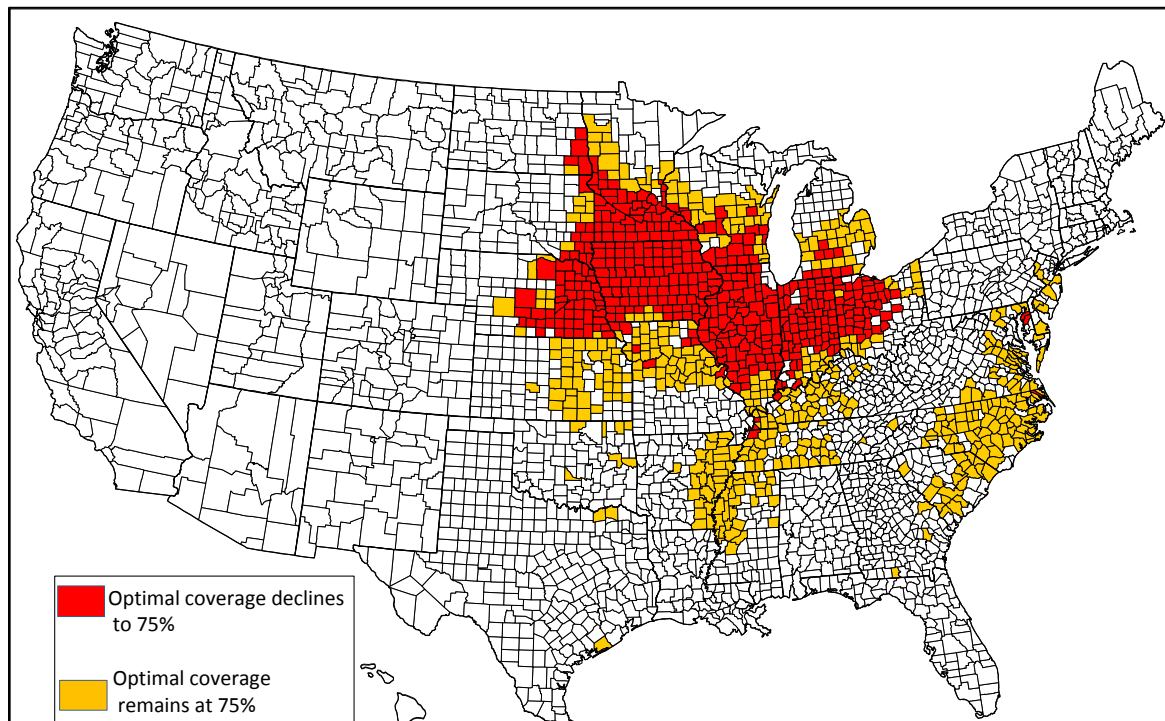 Optimal coverage declines
to 75%
Optimal coverage
remains at 75%